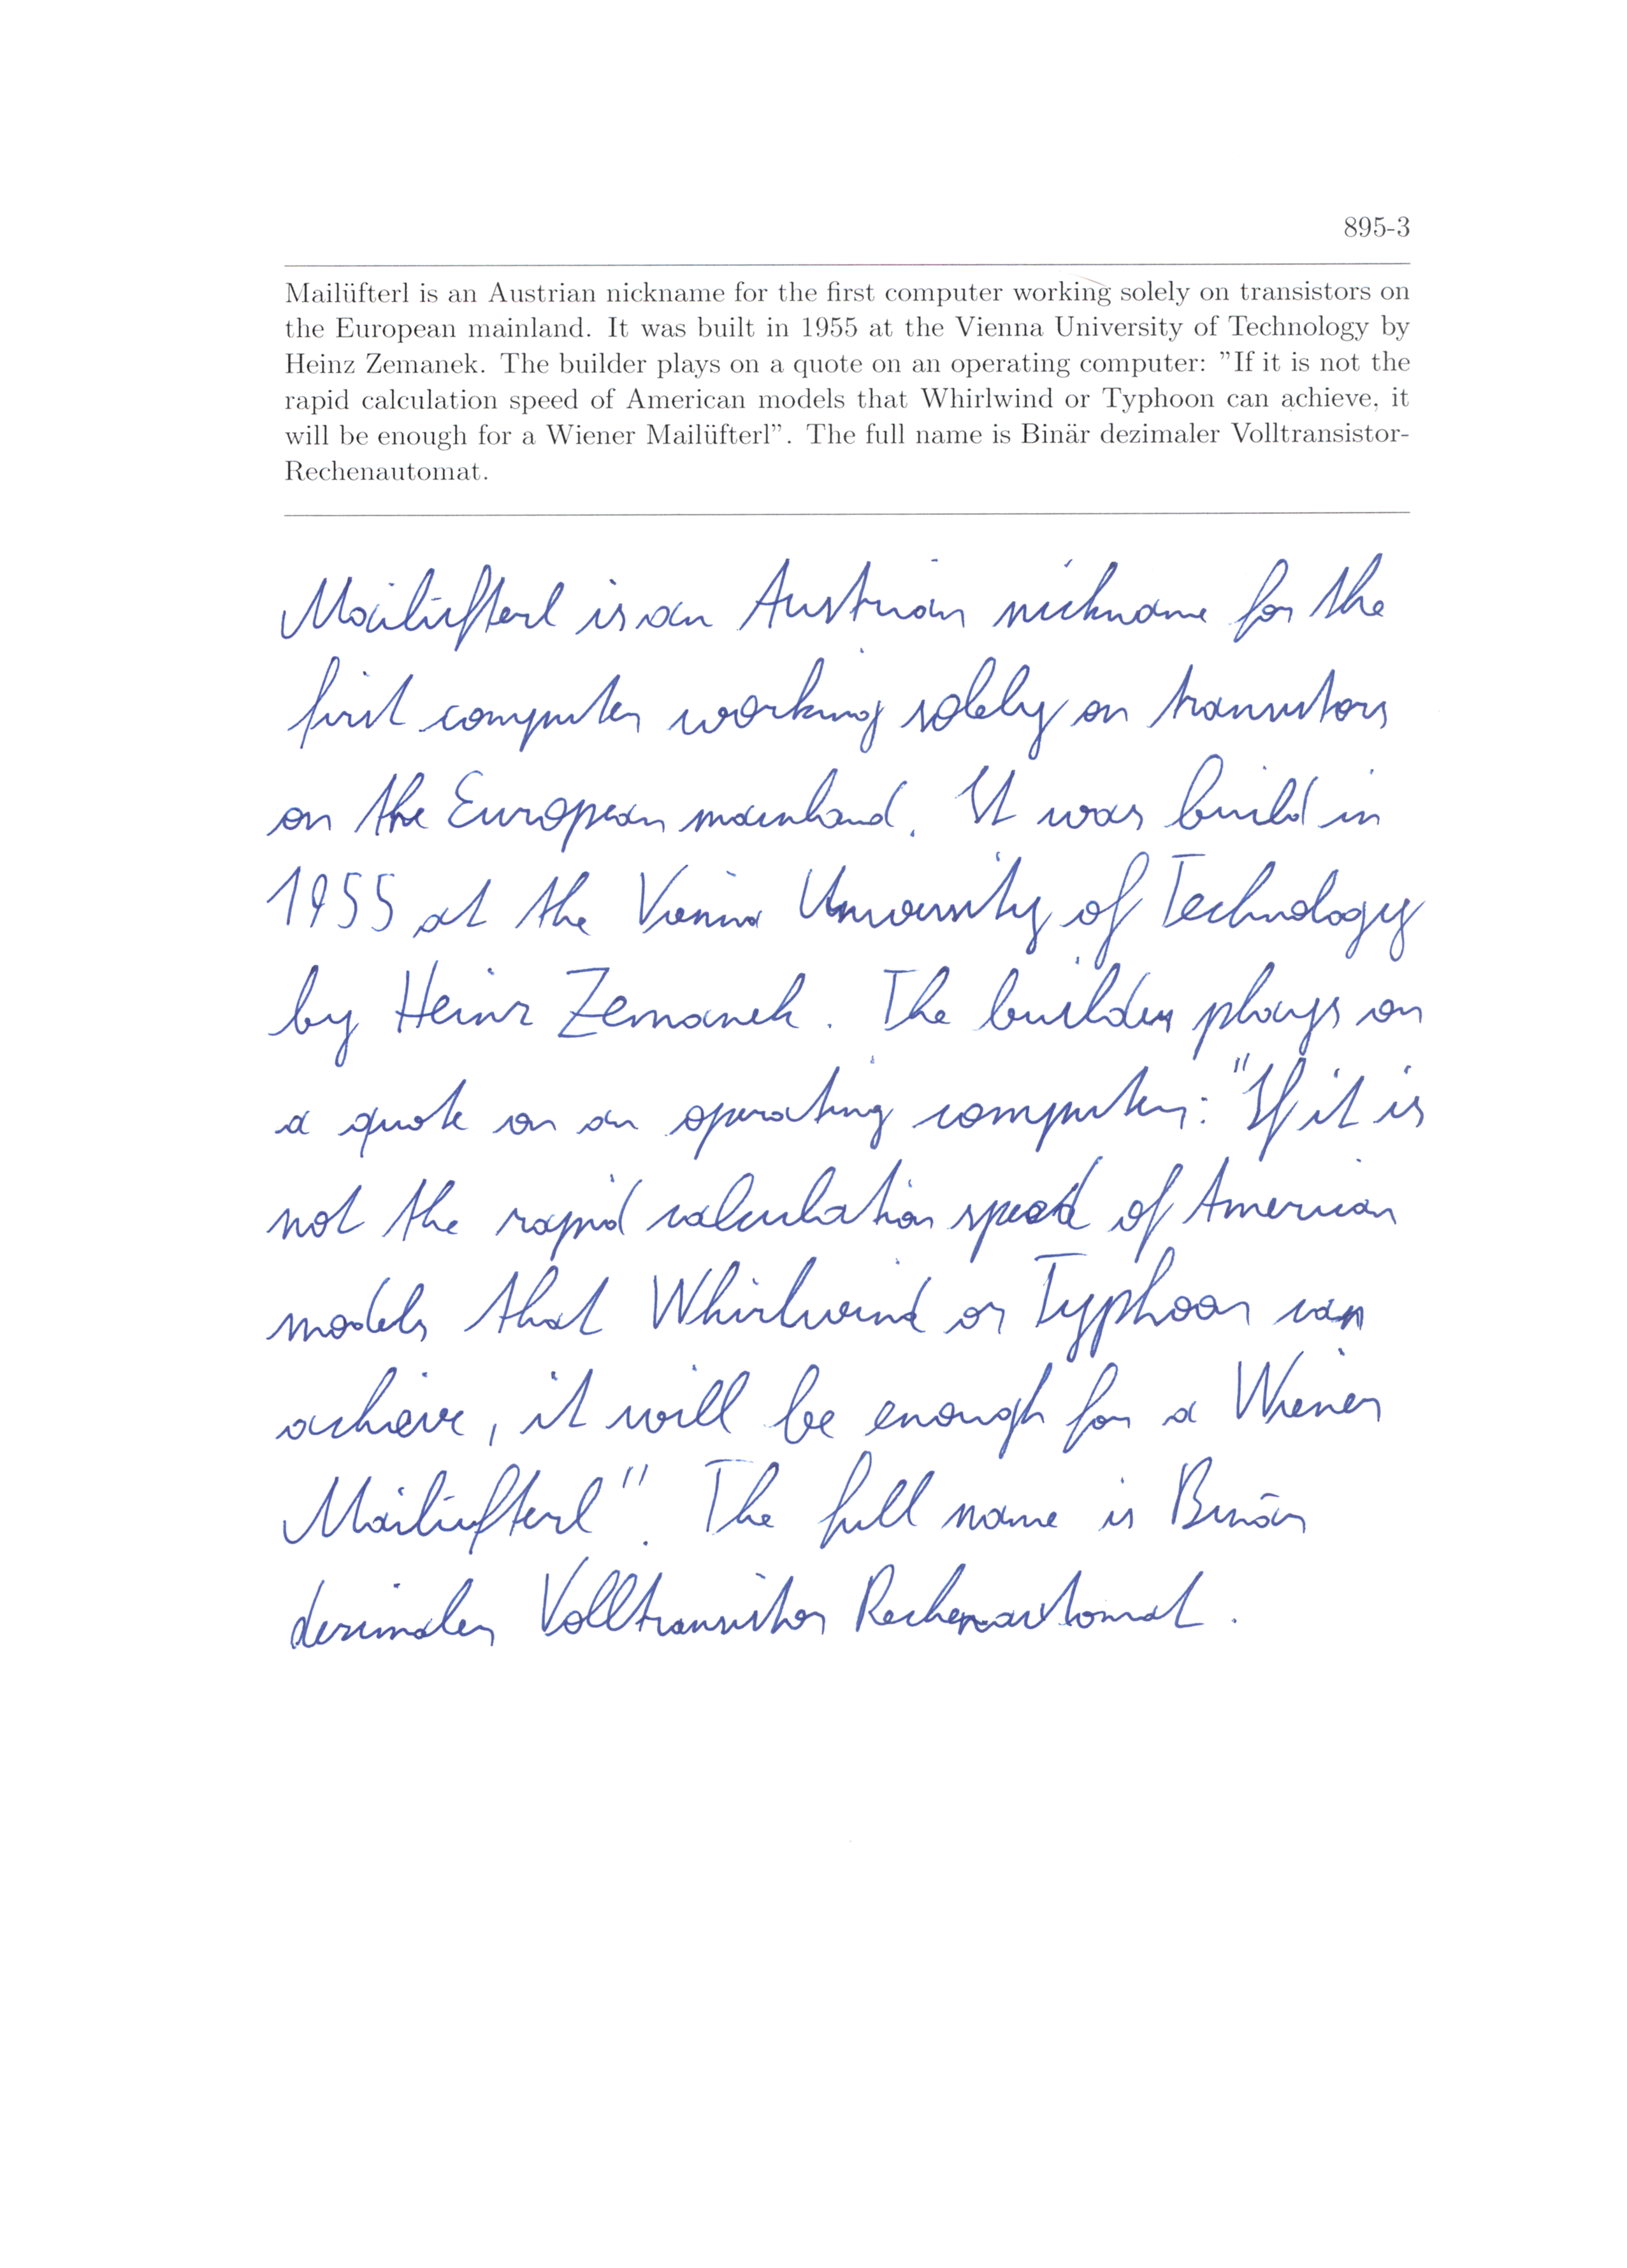 895-3
Mailüfterl is an Austrian nickname for the first computer working solely on transistors on
the European mainland. It was built in 1955 at the Vienna University of Technology by
Heinz Zemanek. The builder plays on a quote on an operating computer: ”If it is not the
rapid calculation speed of American models that Whirlwind or Typhoon can achieve, it
will be enough for a Wiener Mailüfterl”. The full name is Binär dezimaler Volltransistor-
Rechenautomat.
Mailüfterl is an Austrian nickname for the
first computer working solely on transistors
on the European mainland. It was build in
1955 at the Vienna University of Technology
by Heinz Zemanek. The builder plays on
a quote on an operating computer: "If it is
not the rapid calculation speed of American
models that Whirlwind or Typhoon can
achieve, it will be enough for a Wiener
Mailüfterl". The full name is Binär
dezimaler Volltransistor Rechenautomat.